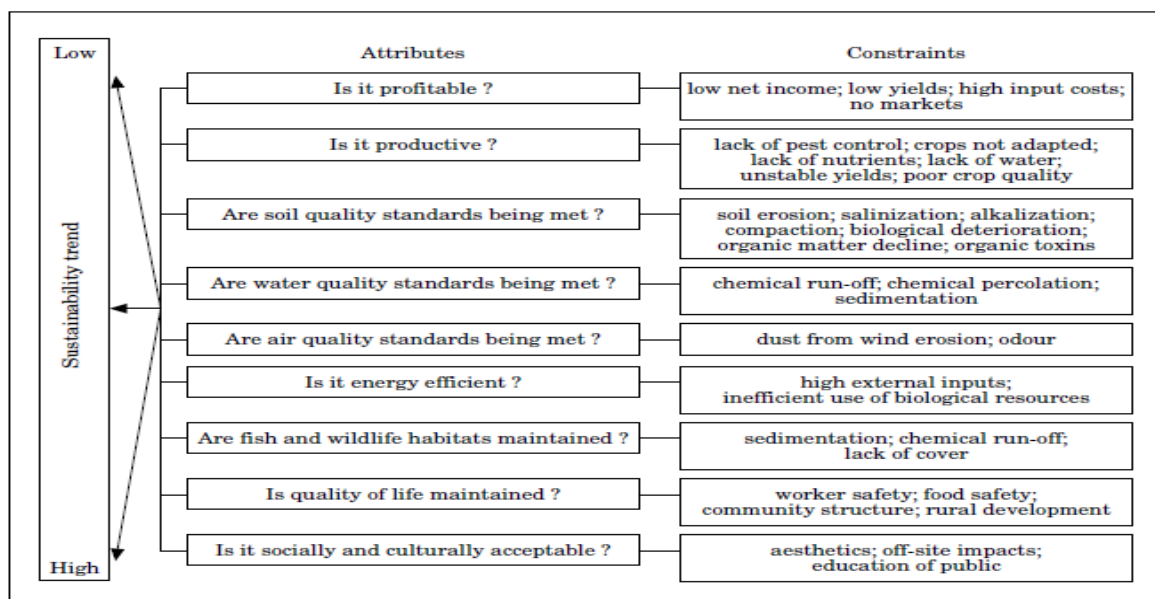 Low
Attributes
Constraints
Is it profitable ?
low net income; low yields; high input costs;
no markets
Is it productive ?
lack of pest control; crops not adapted;
lack of nutrients; lack of water;
unstable yields; poor crop quality
Are soil quality standards being met ?
soil erosion; salinization; alkalization;
compaction; biological deterioration;
organic matter decline; organic toxins
Are water quality standards being met ?
chemical run-off; chemical percolation;
sedimentation
Sustainability trend
Are air quality standards being met ?
dust from wind erosion; odour
Is it energy efficient ?
high external inputs;
inefficient use of biological resources
Are fish and wildlife habitats maintained ?
sedimentation; chemical run-off;
lack of cover
Is quality of life maintained ?
worker safety; food safety;
community structure; rural development
Is it socially and culturally acceptable ?
aesthetics; off-site impacts;
education of public
High